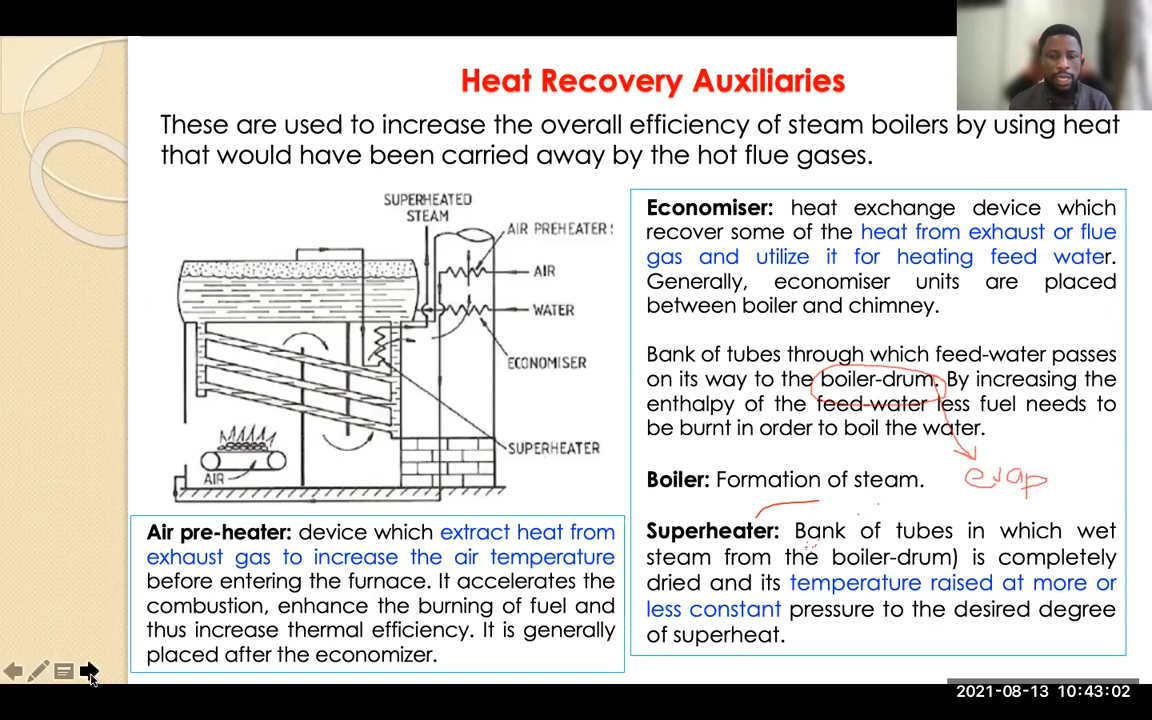 Heat Recovery Auxiliaries
These are used to increase the overall efficiency of steam boilers by using heat
that would have been carried away by the hot flue gases.
SUPERHEATED
STEAM
AIR PREHEATER
AIR
WATER
ECONOMISER
SUPERHEATER
AIR
Air pre-heater: device which extract heat from
exhaust gas to increase the air temperature
before entering the furnace. It accelerates the
combustion, enhance the burning of fuel and
thus increase thermal efficiency. It is generally
placed after the economizer.
Economiser: heat exchange device which
recover some of the heat from exhaust or flue
gas and utilize it for heating feed water.
Generally, economiser units are placed
between boiler and chimney.
Bank of tubes through which feed-water passes
on its way to the boiler-drum. By increasing the
enthalpy of the feed-water less fuel needs to
be burnt in order to boil the water.
evap
Boiler: Formation of steam.
Superheater: Bank of tubes in which wet
steam from the boiler-drum) is completely
dried and its temperature raised at more or
less constant pressure to the desired degree
of superheat.
2021-08-13 10:43:02